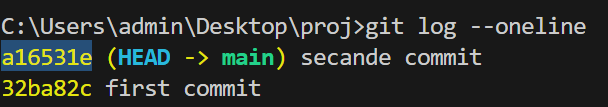 C:\Users\admin\Desktop\proj>git log --oneline
a16531e (HEAD -> main) secande commit
32ba82c first commit